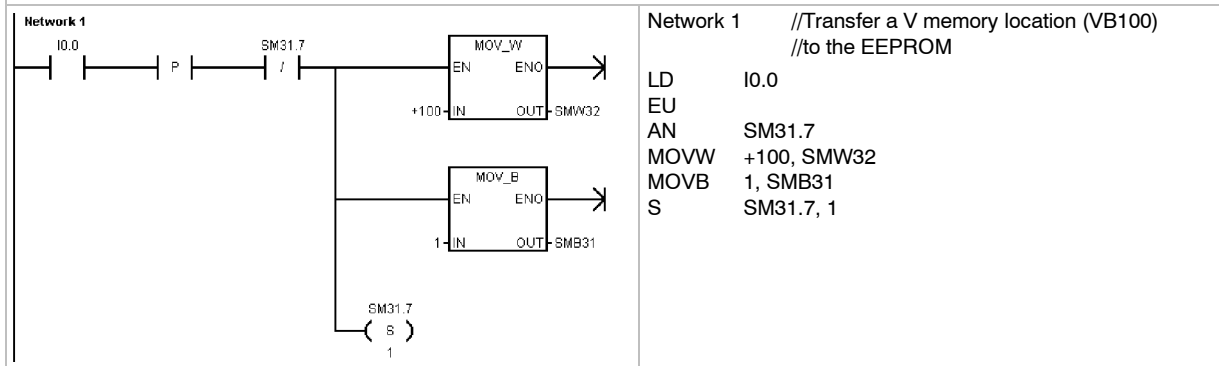 Network 1
I0.0
P
SM31.7
/
MOV_W
EN ENO
+100 IN OUT SMW32
MOV_B
EN ENO
1 IN OUT SMB31
SM31.7
S
1
Network 1 //Transfer a V memory location (VB100)
//to the EEPROM
LD I0.0
EU
AN SM31.7
MOVW +100, SMW32
MOVB 1, SMB31
S SM31.7, 1